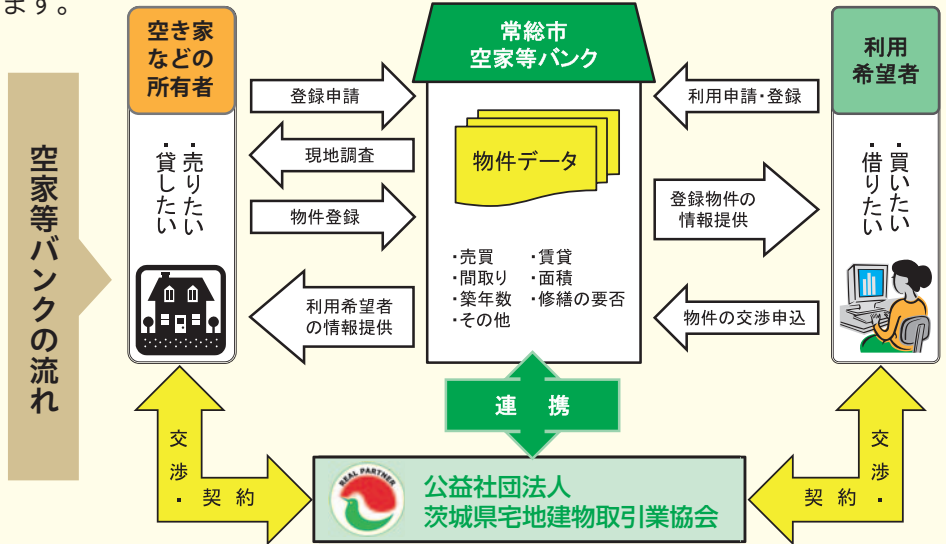 ます。
空家等バンクの流れ
空き家
などの
所有者
・売りたい
・貸したい
登録申請
現地調査
物件登録
利用希望者
の情報提供
常総市
空家等バンク
物件データ
・売買 ・賃貸
・間取り ・面積
・築年数 ・修繕の要否
・その他
利用申請・登録
登録物件の
情報提供
物件の交渉申込
利用
希望者
・買いたい
・借りたい
連携
交渉・契約
REAL PARTNER
公益社団法人
茨城県宅地建物取引業協会
交渉・契約